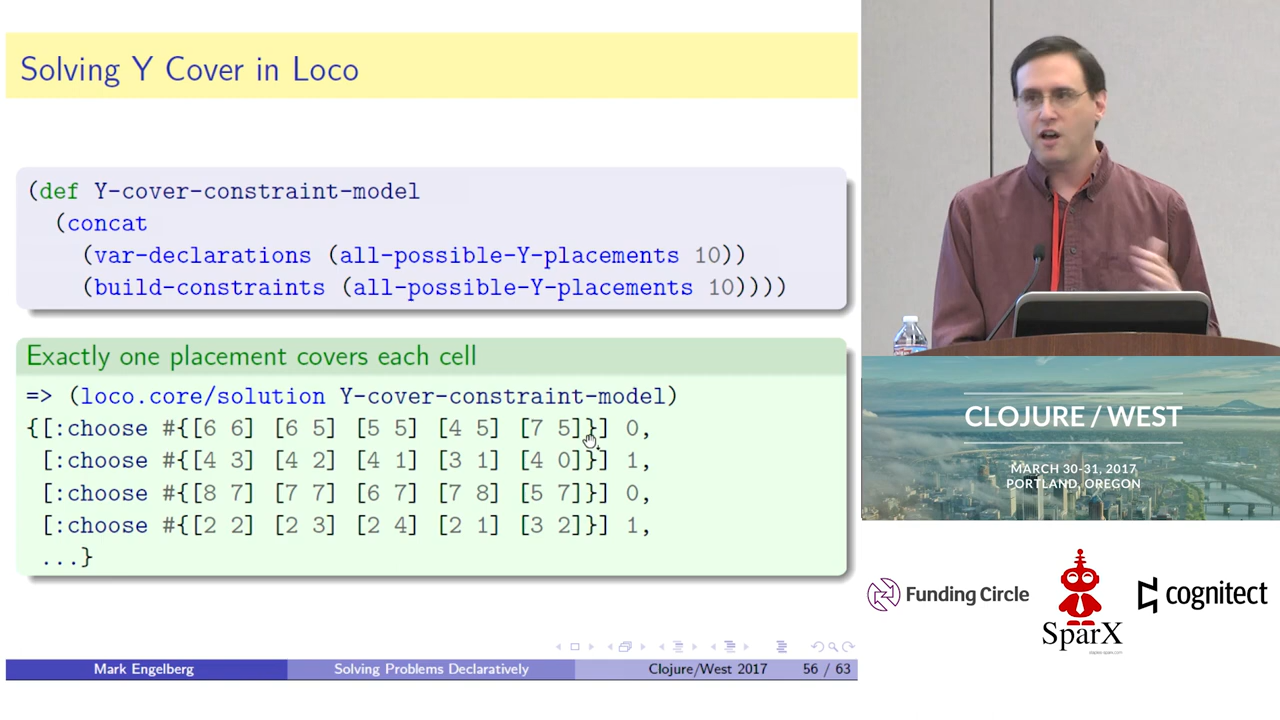 Solving Y Cover in Loco
(def Y-cover-constraint-model
(concat
(var-declarations (all-possible-Y-placements 10))
(build-constraints (all-possible-Y-placements 10))))
Exactly one placement covers each cell
=> (loco.core/solution Y-cover-constraint-model)
{[:choose #{[6 6] [6 5] [5 5] [4 5] [7 5]}] 0,
[:choose #{[4 3] [4 2] [4 1] [3 1] [4 0]}] 1,
[:choose #{[8 7] [7 7] [6 7] [7 8] [5 7]}] 0,
[:choose #{[2 2] [2 3] [2 4] [2 1] [3 2]}] 1,
...}
Mark Engelberg Solving Problems Declaratively Clojure/West 2017 56 / 63
CLOJURE / WEST
MARCH 30-31, 2017
PORTLAND, OREGON
Funding Circle
SparX
cognitect